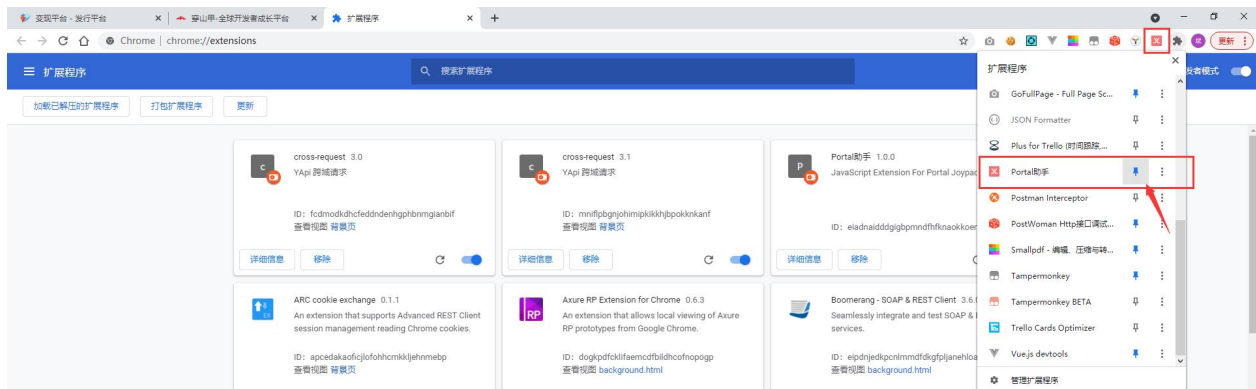 变现平台 - 发行平台
穿山甲-全球开发者成长平台
扩展程序
Chrome | chrome://extensions
更新
扩展程序
搜索扩展程序
发者模式
加载已解压的扩展程序
打包扩展程序
更新
cross-request 3.0
YApi 跨域请求
ID: fcdmodkdhcfeddndenhgphbnmgianbif
查看视图 背景页
详细信息
移除
cross-request 3.1
YApi 跨域请求
ID: mniflpbgnjohimipkikkhjbpokknkanf
查看视图 背景页
详细信息
移除
Portal助手 1.0.0
JavaScript Extension For Portal Joypac
ID: eiadnaidddgigbpmndfhfknaokkoer
详细信息
移除
ARC cookie exchange 0.1.1
An extension that supports Advanced REST Client
session management reading Chrome cookies.
ID: apcedakaoficjlofohhcmkkljehnmebp
查看视图 背景页
Axure RP Extension for Chrome 0.6.3
An extension that allows local viewing of Axure
RP prototypes from Google Chrome.
ID: dogkpdfcklifaemcdfbildhcofnopogp
查看视图 background.html
Boomerang - SOAP & REST Client 3.6.
Seamlessly integrate and test SOAP &
services.
ID: eipdnjedkpcnlmmdfdkgfpljanehloa
查看视图 background.html
扩展程序
GoFullPage - Full Page Sc...
JSON Formatter
Plus for Trello (时间跟踪,...
Portal助手
Postman Interceptor
PostWoman Http接口调试...
Smallpdf - 编辑、压缩与转...
Tampermonkey
Tampermonkey BETA
Trello Cards Optimizer
Vue.js devtools
管理扩展程序